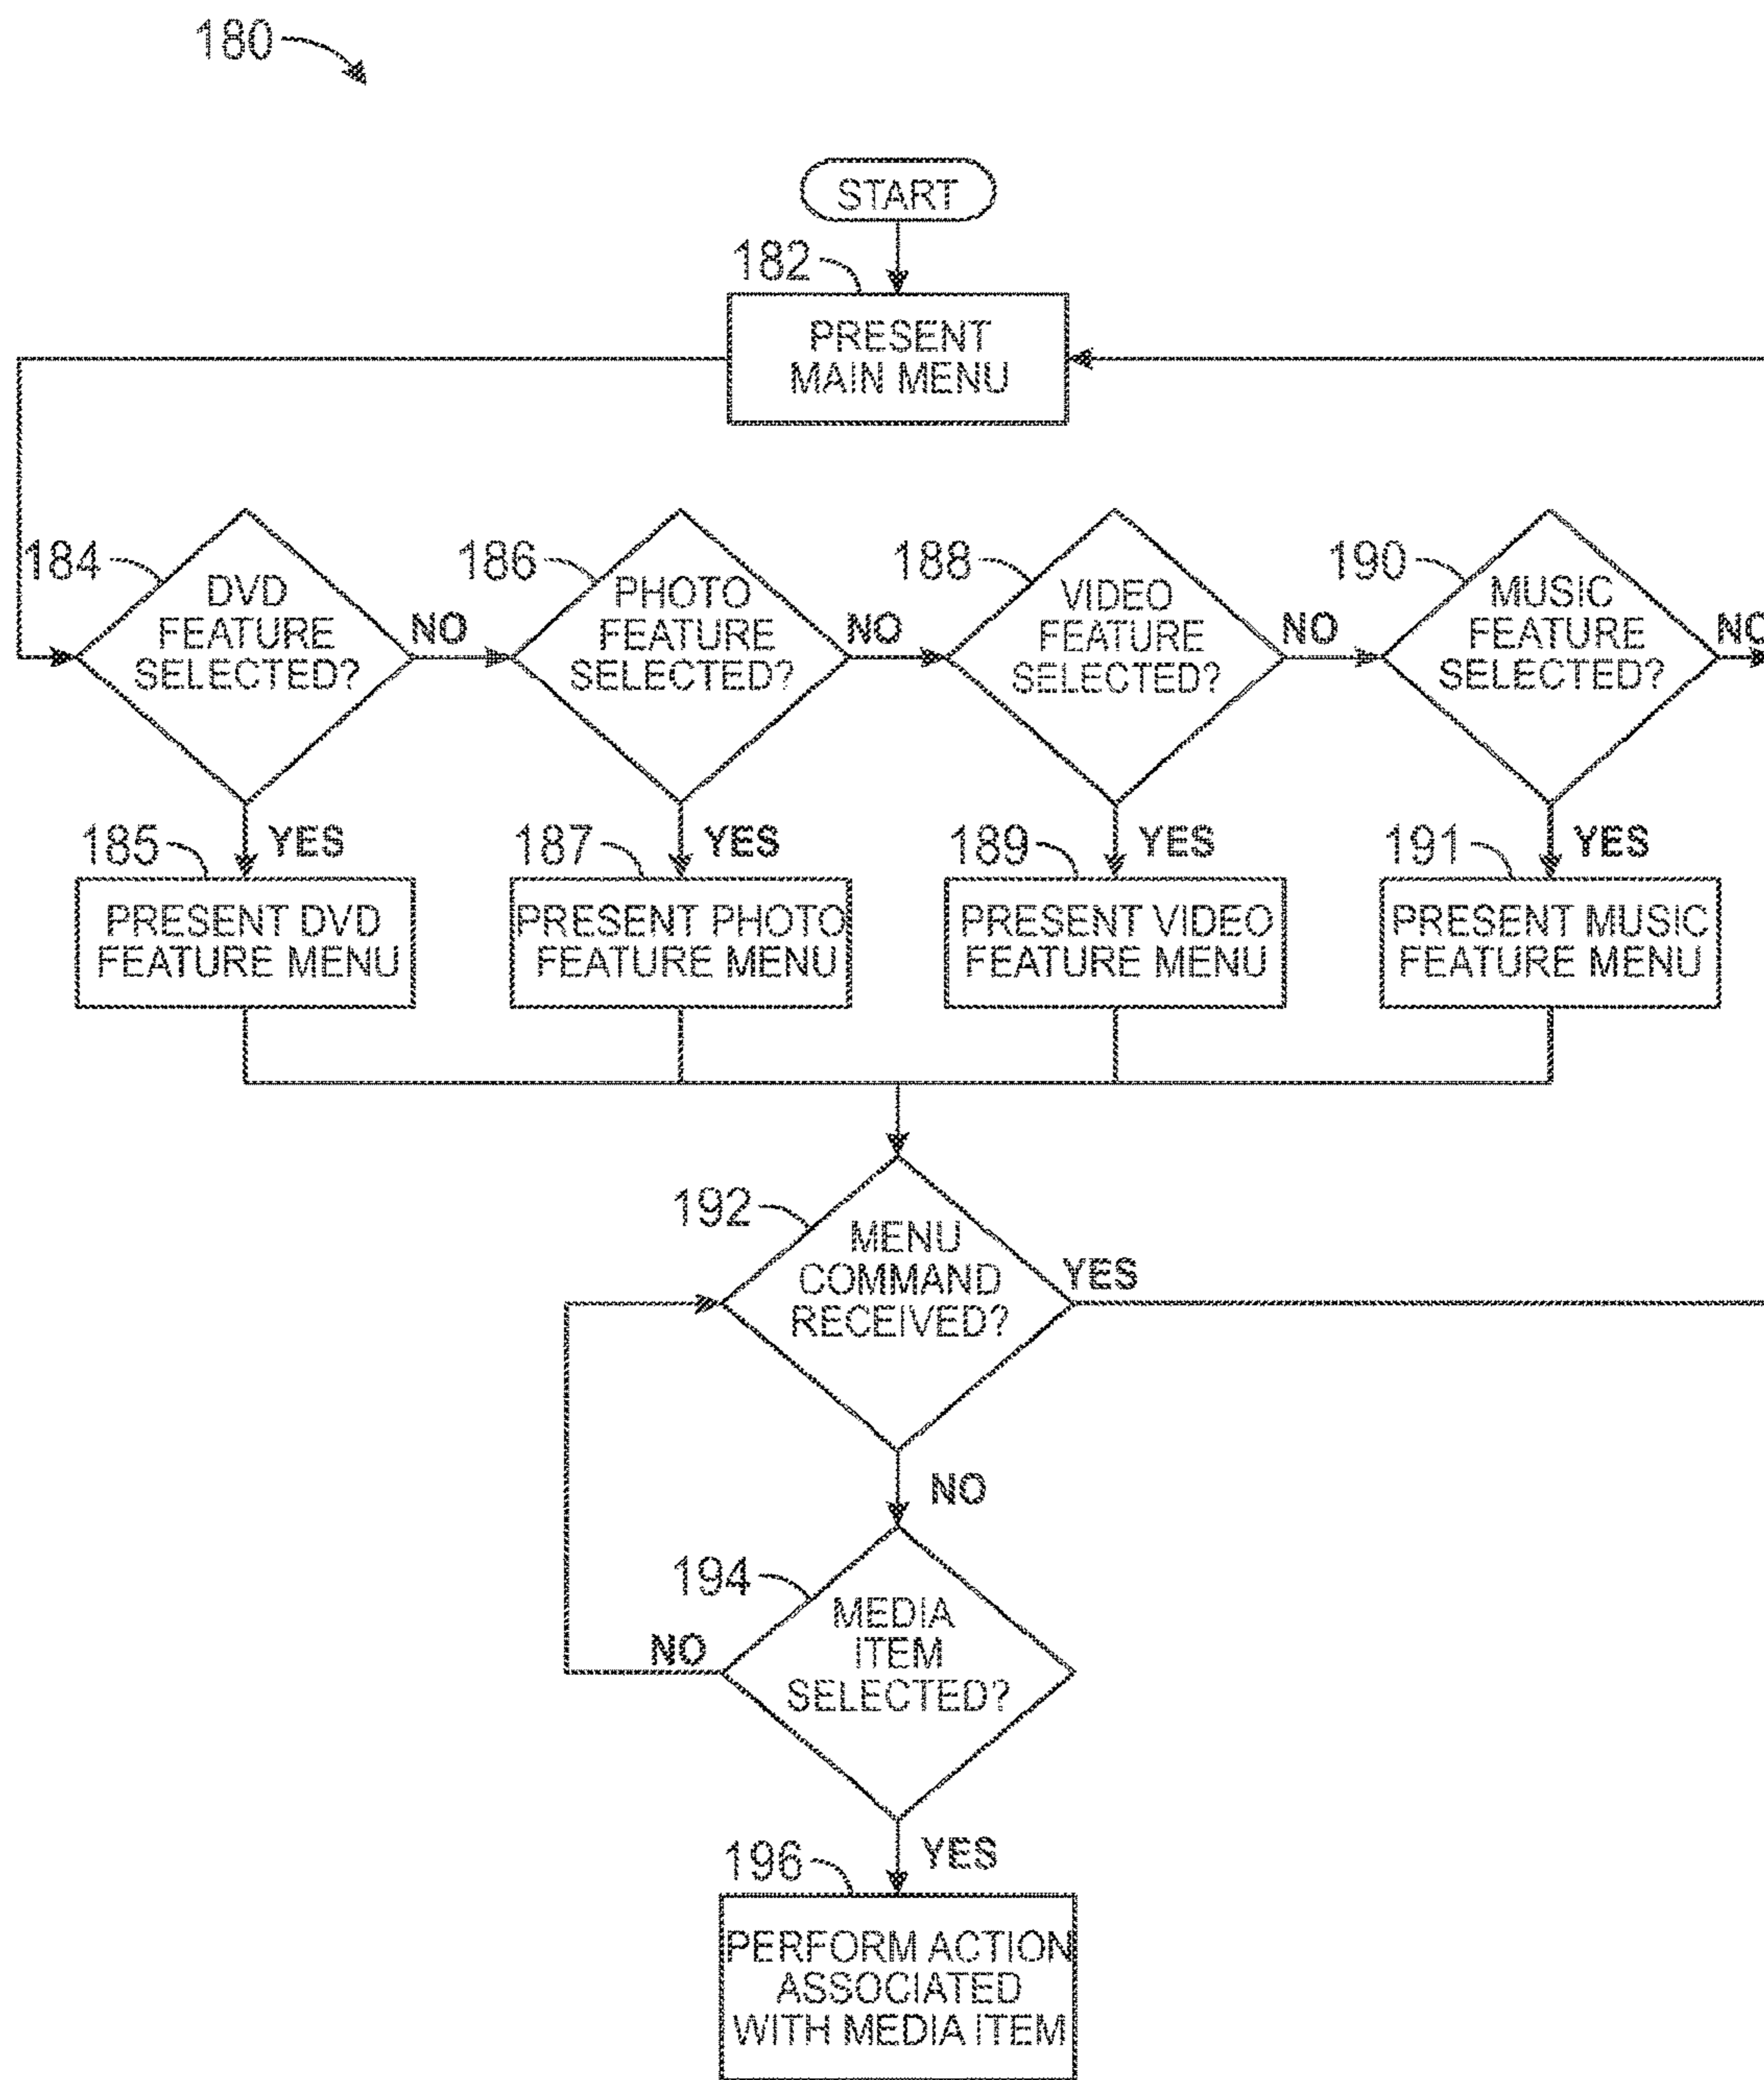 180
START
182
PRESENT
MAIN MENU
184
DVD
FEATURE
SELECTED?
NO
186
PHOTO
FEATURE
SELECTED?
NO
188
VIDEO
FEATURE
SELECTED?
NO
190
MUSIC
FEATURE
SELECTED?
NO
185
YES
PRESENT DVD
FEATURE MENU
187
YES
PRESENT PHOTO
FEATURE MENU
189
YES
PRESENT VIDEO
FEATURE MENU
191
YES
PRESENT MUSIC
FEATURE MENU
192
MENU
COMMAND
RECEIVED?
YES
NO
194
MEDIA
ITEM
SELECTED?
NO
YES
196
PERFORM ACTION
ASSOCIATED
WITH MEDIA ITEM